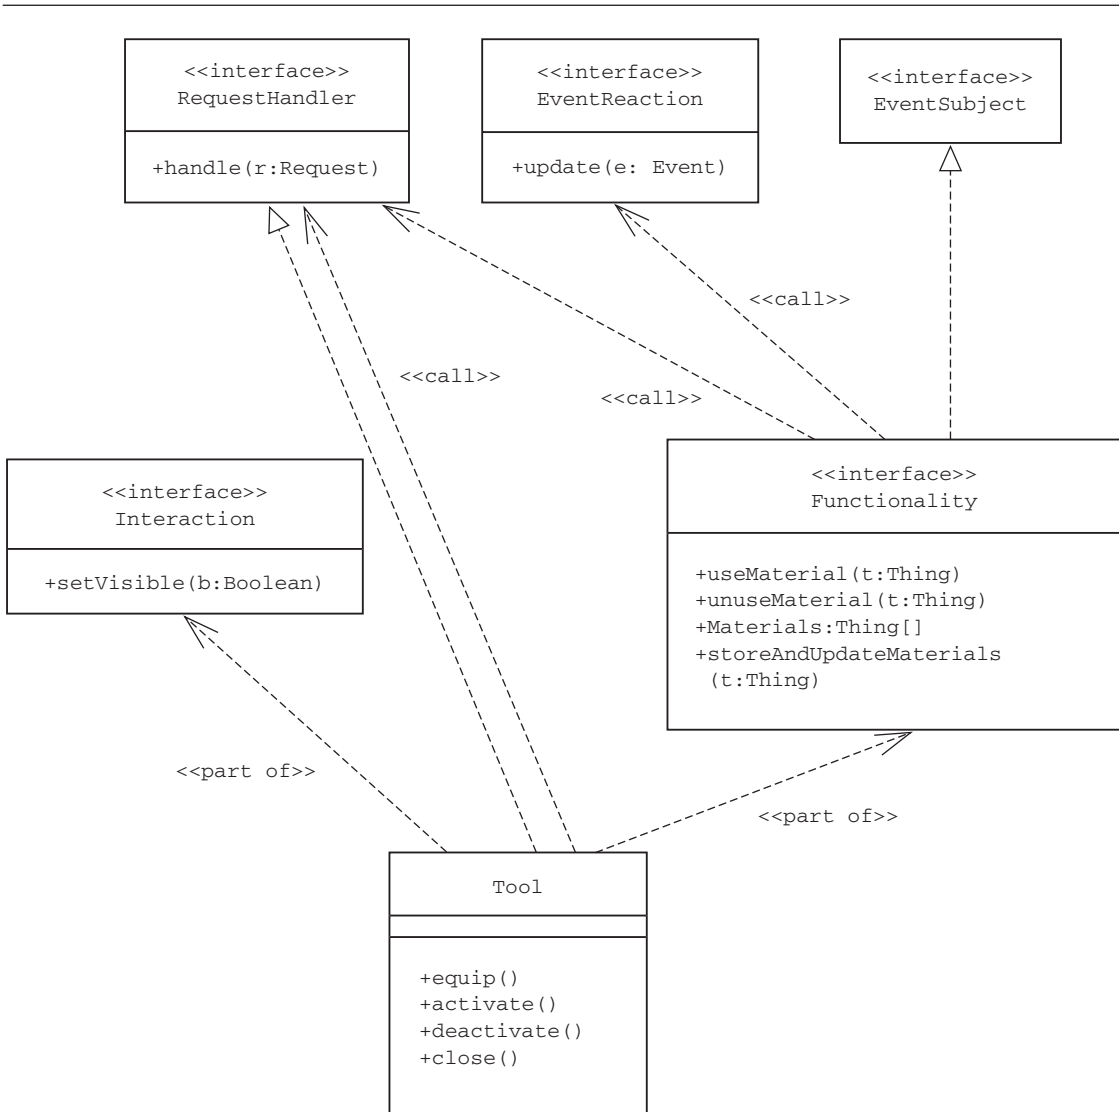 <<interface>>
RequestHandler
+handle(r:Request)
<<interface>>
EventReaction
+update(e: Event)
<<interface>>
EventSubject
<<call>>
<<call>>
<<call>>
<<interface>>
Interaction
+setVisible(b:Boolean)
<<interface>>
Functionality
+useMaterial(t:Thing)
+unuseMaterial(t:Thing)
+Materials:Thing[]
+storeAndUpdateMaterials
(t:Thing)
<<part of>>
<<part of>>
Tool
+equip()
+activate()
+deactivate()
+close()